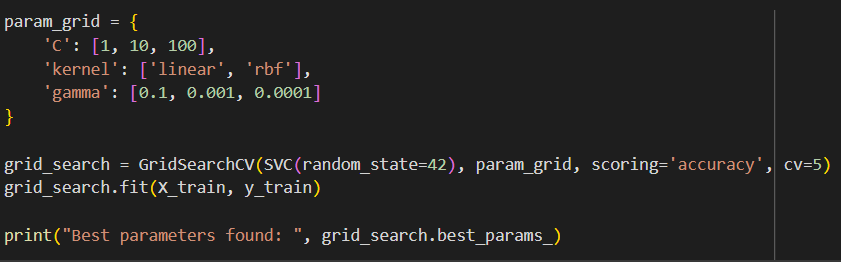 param_grid = {
    'C': [1, 10, 100],
    'kernel': ['linear', 'rbf'],
    'gamma': [0.1, 0.001, 0.0001]
}
grid_search = GridSearchCV(SVC(random_state=42), param_grid, scoring='accuracy', cv=5)
grid_search.fit(X_train, y_train)
print("Best parameters found: ", grid_search.best_params_)